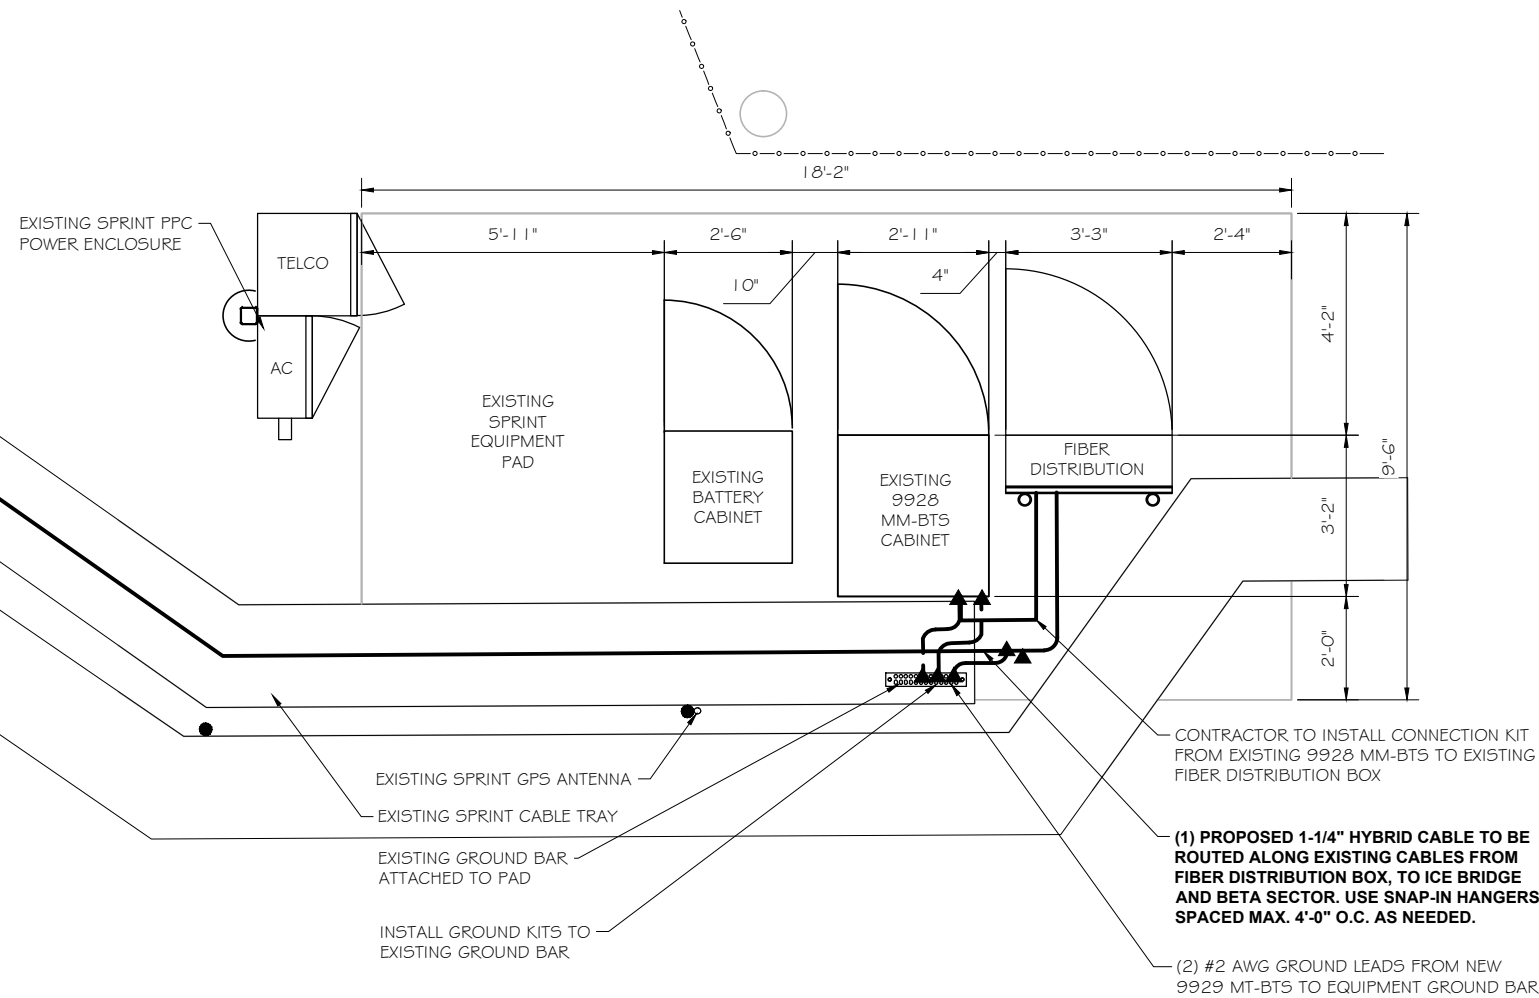 18'-2"
EXISTING SPRINT PPC
POWER ENCLOSURE
5'-11"
2'-6"
2'-11"
3'-3"
2'-4"
TELCO
10"
4"
4'-2"
AC
EXISTING
SPRINT
EQUIPMENT
PAD
FIBER
DISTRIBUTION
9'-6"
EXISTING
BATTERY
CABINET
EXISTING
9928
MM-BTS
CABINET
3'-2"
2'-0"
CONTRACTOR TO INSTALL CONNECTION KIT
FROM EXISTING 9928 MM-BTS TO EXISTING
FIBER DISTRIBUTION BOX
EXISTING SPRINT GPS ANTENNA
EXISTING SPRINT CABLE TRAY
EXISTING GROUND BAR
ATTACHED TO PAD
(1) PROPOSED 1-1/4" HYBRID CABLE TO BE
ROUTED ALONG EXISTING CABLES FROM
FIBER DISTRIBUTION BOX, TO ICE BRIDGE
AND BETA SECTOR. USE SNAP-IN HANGERS
SPACED MAX. 4'-0" O.C. AS NEEDED.
INSTALL GROUND KITS TO
EXISTING GROUND BAR
(2) #2 AWG GROUND LEADS FROM NEW
9929 MT-BTS TO EQUIPMENT GROUND BAR